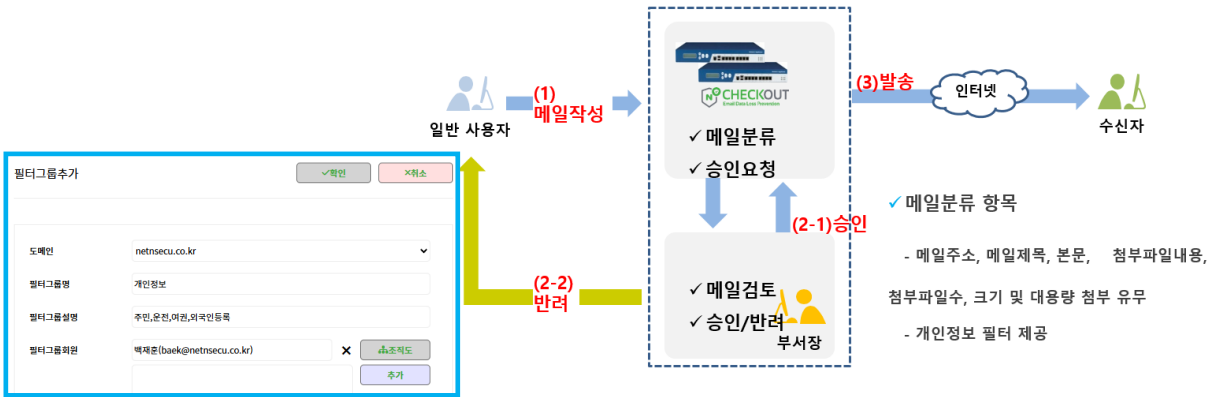 (1)
메일작성
일반 사용자
CHECKOUT
Email Data Loss Prevention
✓ 메일분류
✓ 승인요청
(3)발송
인터넷
수신자
(2-1)승인
(2-2)
반려
✓ 메일검토
✓ 승인/반려
부서장
필터그룹추가
✓확인
×취소
도메인
netnsecu.co.kr
필터그룹명
개인정보
필터그룹설명
주민,운전,여권,외국인등록
필터그룹회원
백재훈(baek@netnsecu.co.kr)
조직도
추가
✓ 메일분류 항목
- 메일주소, 메일제목, 본문, 첨부파일내용,
첨부파일수, 크기 및 대용량 첨부 유무
- 개인정보 필터 제공